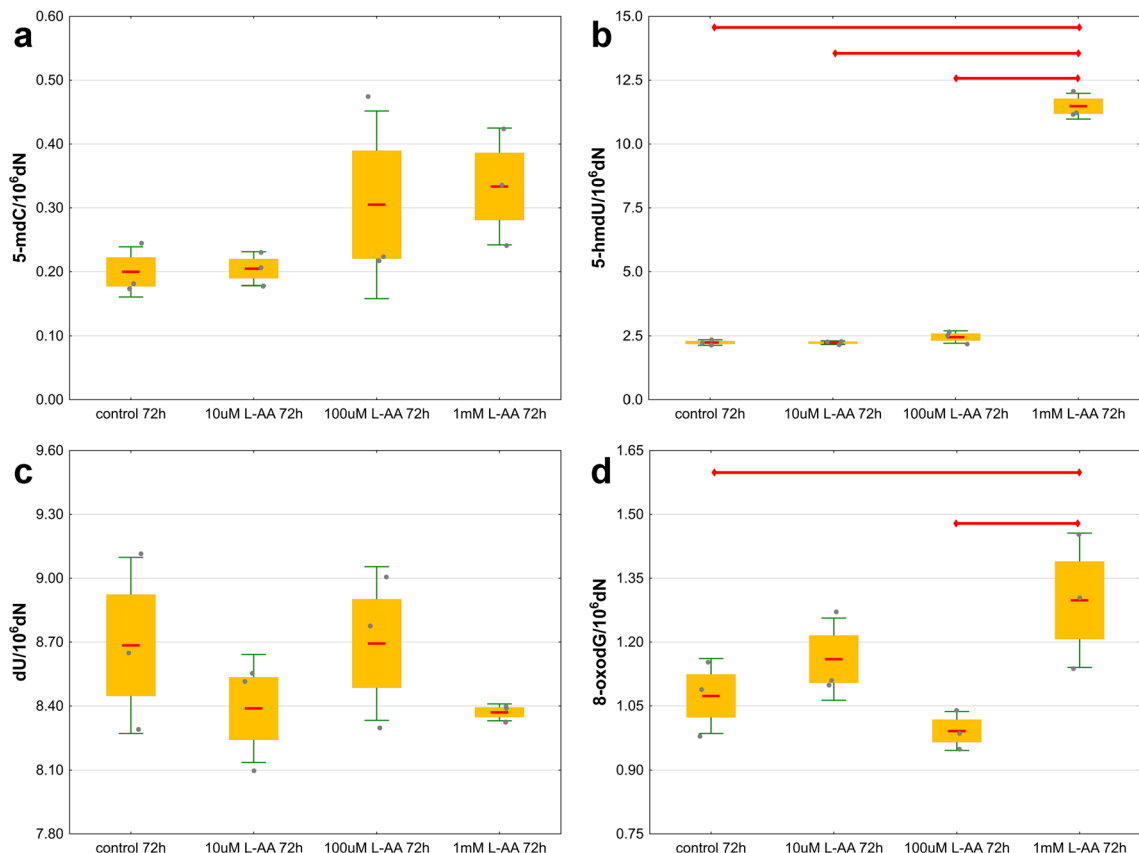 a
0.60
0.50
0.40
0.30
0.20
0.10
0.00
5-mdC/10⁶dN
control 72h 10uM L-AA 72h 100uM L-AA 72h 1mM L-AA 72h
b
15.0
12.5
10.0
7.5
5.0
2.5
0.0
5-hmdU/10⁶dN
control 72h 10uM L-AA 72h 100uM L-AA 72h 1mM L-AA 72h
c
9.60
9.30
9.00
8.70
8.40
8.10
7.80
dU/10⁶dN
control 72h 10uM L-AA 72h 100uM L-AA 72h 1mM L-AA 72h
d
1.65
1.50
1.35
1.20
1.05
0.90
0.75
8-oxodG/10⁶dN
control 72h 10uM L-AA 72h 100uM L-AA 72h 1mM L-AA 72h